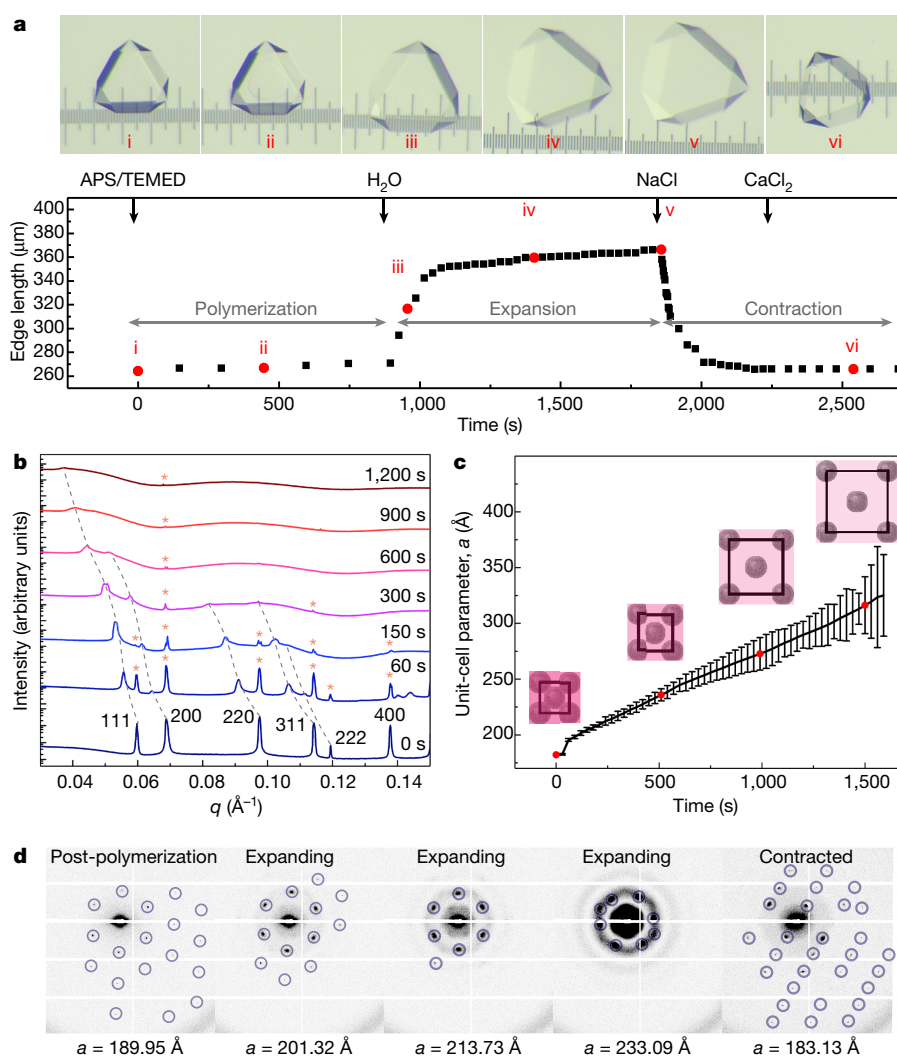 a
i ii iii iv v vi
APS/TEMED H₂O NaCl CaCl₂
Edge length (μm)
400
380
360
340
320
300
280
260
i ii iii iv v vi
Polymerization Expansion Contraction
0 500 1,000 1,500 2,000 2,500
Time (s)
b
Intensity (arbitrary units)
1,200 s
900 s
600 s
300 s
150 s
60 s
0 s
* * * * * * * * * * * * * * * * *
111 200 220 311 222 400
0.04 0.06 0.08 0.10 0.12 0.14
q (Å⁻¹)
c
Unit-cell parameter, a (Å)
400
350
300
250
200
0 500 1,000 1,500
Time (s)
d
Post-polymerization Expanding Expanding Expanding Contracted
a = 189.95 Å a = 201.32 Å a = 213.73 Å a = 233.09 Å a = 183.13 Å